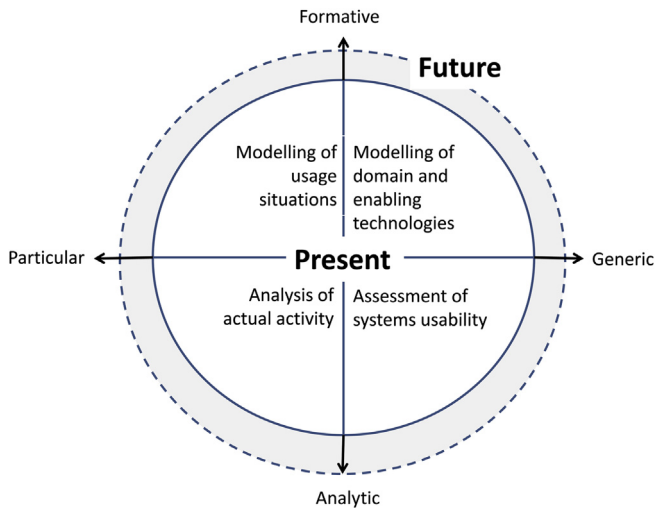 Formative
Future
Modelling of
usage
situations
Modelling of
domain and
enabling
technologies
Particular
Present
Generic
Analysis of
actual activity
Assessment of
systems usability
Analytic